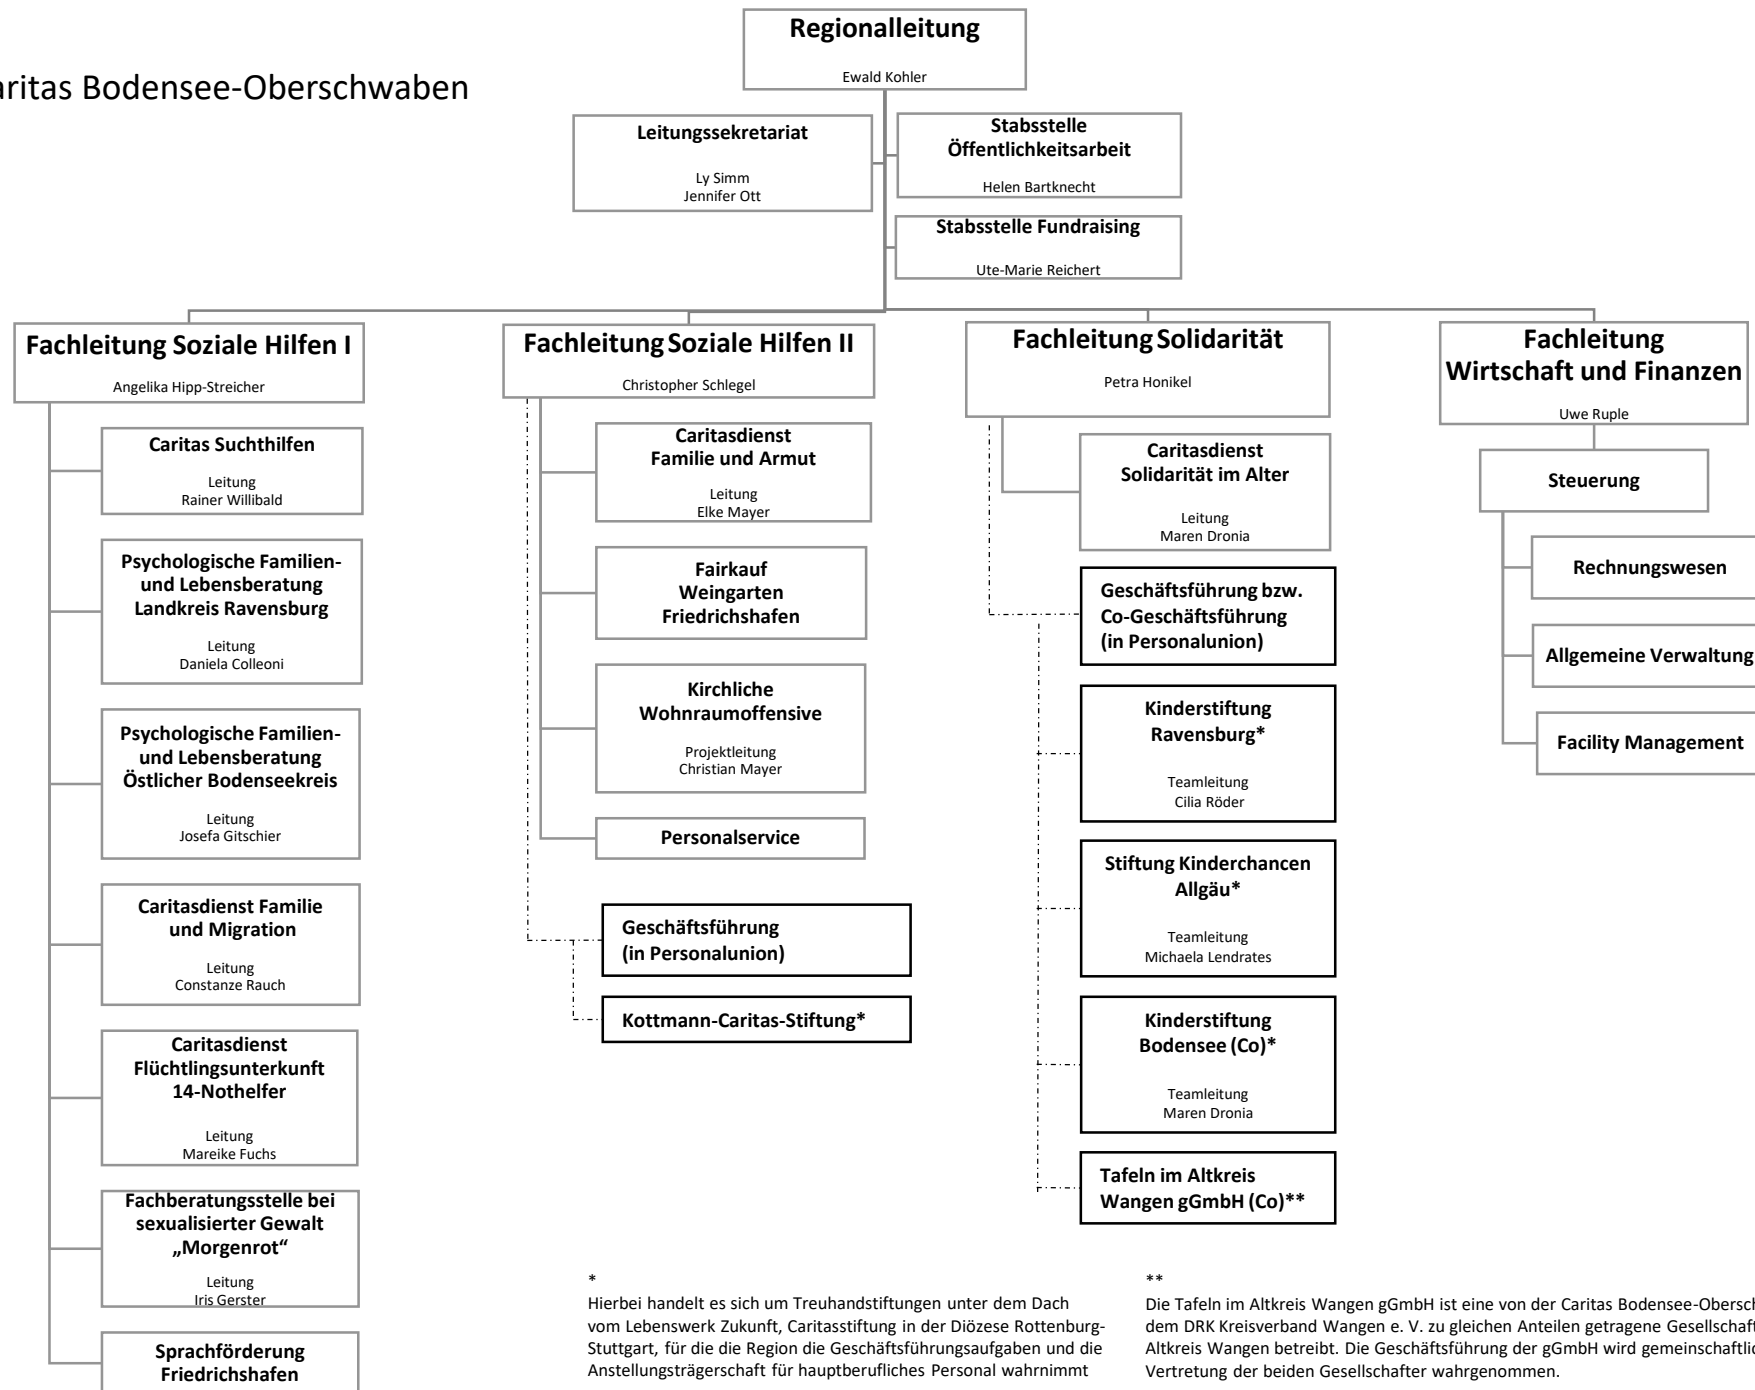 Regionalleitung
Ewald Kohler
aritas Bodensee-Oberschwaben
Leitungssekretariat
Ly Simm
Jennifer Ott
Stabsstelle
Öffentlichkeitsarbeit
Helen Bartknecht
Stabsstelle Fundraising
Ute-Marie Reichert
Fachleitung Soziale Hilfen I
Angelika Hipp-Streicher
Caritas Suchthilfen
Leitung
Rainer Willibald
Psychologische Familien-
und Lebensberatung
Landkreis Ravensburg
Leitung
Daniela Colleoni
Psychologische Familien-
und Lebensberatung
Östlicher Bodenseekreis
Leitung
Josefa Gitschier
Caritasdienst Familie
und Migration
Leitung
Constanze Rauch
Caritasdienst
Flüchtlingsunterkunft
14-Nothelfer
Leitung
Mareike Fuchs
Fachberatungsstelle bei
sexualisierter Gewalt
„Morgenrot“
Leitung
Iris Gerster
Sprachförderung
Friedrichshafen
Fachleitung Soziale Hilfen II
Christopher Schlegel
Caritasdienst
Familie und Armut
Leitung
Elke Mayer
Fairkauf
Weingarten
Friedrichshafen
Kirchliche
Wohnraumoffensive
Projektleitung
Christian Mayer
Personalservice
Geschäftsführung
(in Personalunion)
Kottmann-Caritas-Stiftung*
Fachleitung Solidarität
Petra Honikel
Caritasdienst
Solidarität im Alter
Leitung
Maren Dronia
Geschäftsführung bzw.
Co-Geschäftsführung
(in Personalunion)
Kinderstiftung
Ravensburg*
Teamleitung
Cilia Röder
Stiftung Kinderchancen
Allgäu*
Teamleitung
Michaela Lendrates
Kinderstiftung
Bodensee (Co)*
Teamleitung
Maren Dronia
Tafeln im Altkreis
Wangen gGmbH (Co)**
Fachleitung
Wirtschaft und Finanzen
Uwe Ruple
Steuerung
Rechnungswesen
Allgemeine Verwaltung
Facility Management
*
Hierbei handelt es sich um Treuhandstiftungen unter dem Dach
vom Lebenswerk Zukunft, Caritasstiftung in der Diözese Rottenburg-
Stuttgart, für die die Region die Geschäftsführungsaufgaben und die
Anstellungsträgerschaft für hauptberufliches Personal wahrnimmt
**
Die Tafeln im Altkreis Wangen gGmbH ist eine von der Caritas Bodensee-Obersch
dem DRK Kreisverband Wangen e. V. zu gleichen Anteilen getragene Gesellschaft
Altkreis Wangen betreibt. Die Geschäftsführung der gGmbH wird gemeinschaftlic
Vertretung der beiden Gesellschafter wahrgenommen.